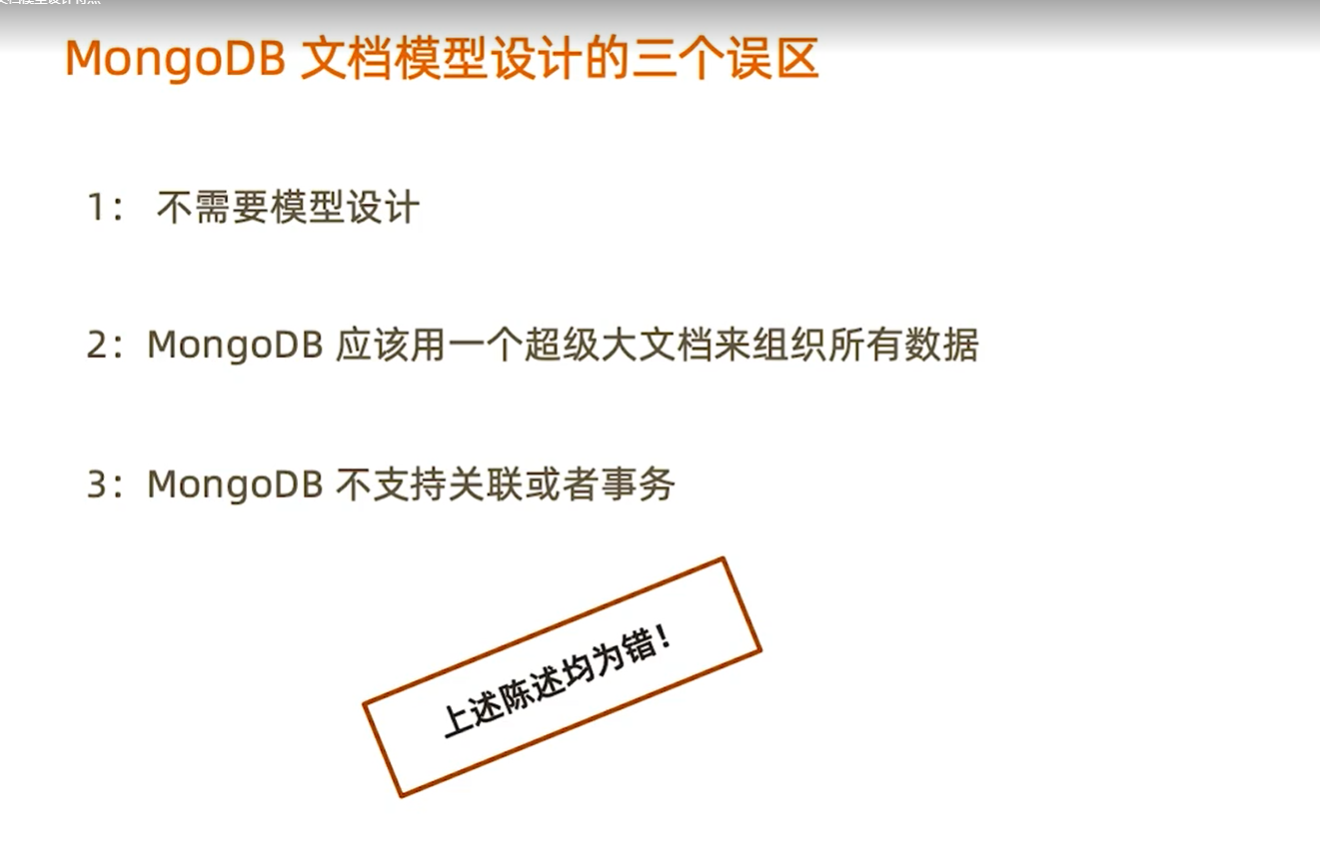 MongoDB 文档模型设计的三个误区
1： 不需要模型设计
2：MongoDB 应该用一个超级大文档来组织所有数据
3：MongoDB 不支持关联或者事务
上述陈述均为错！